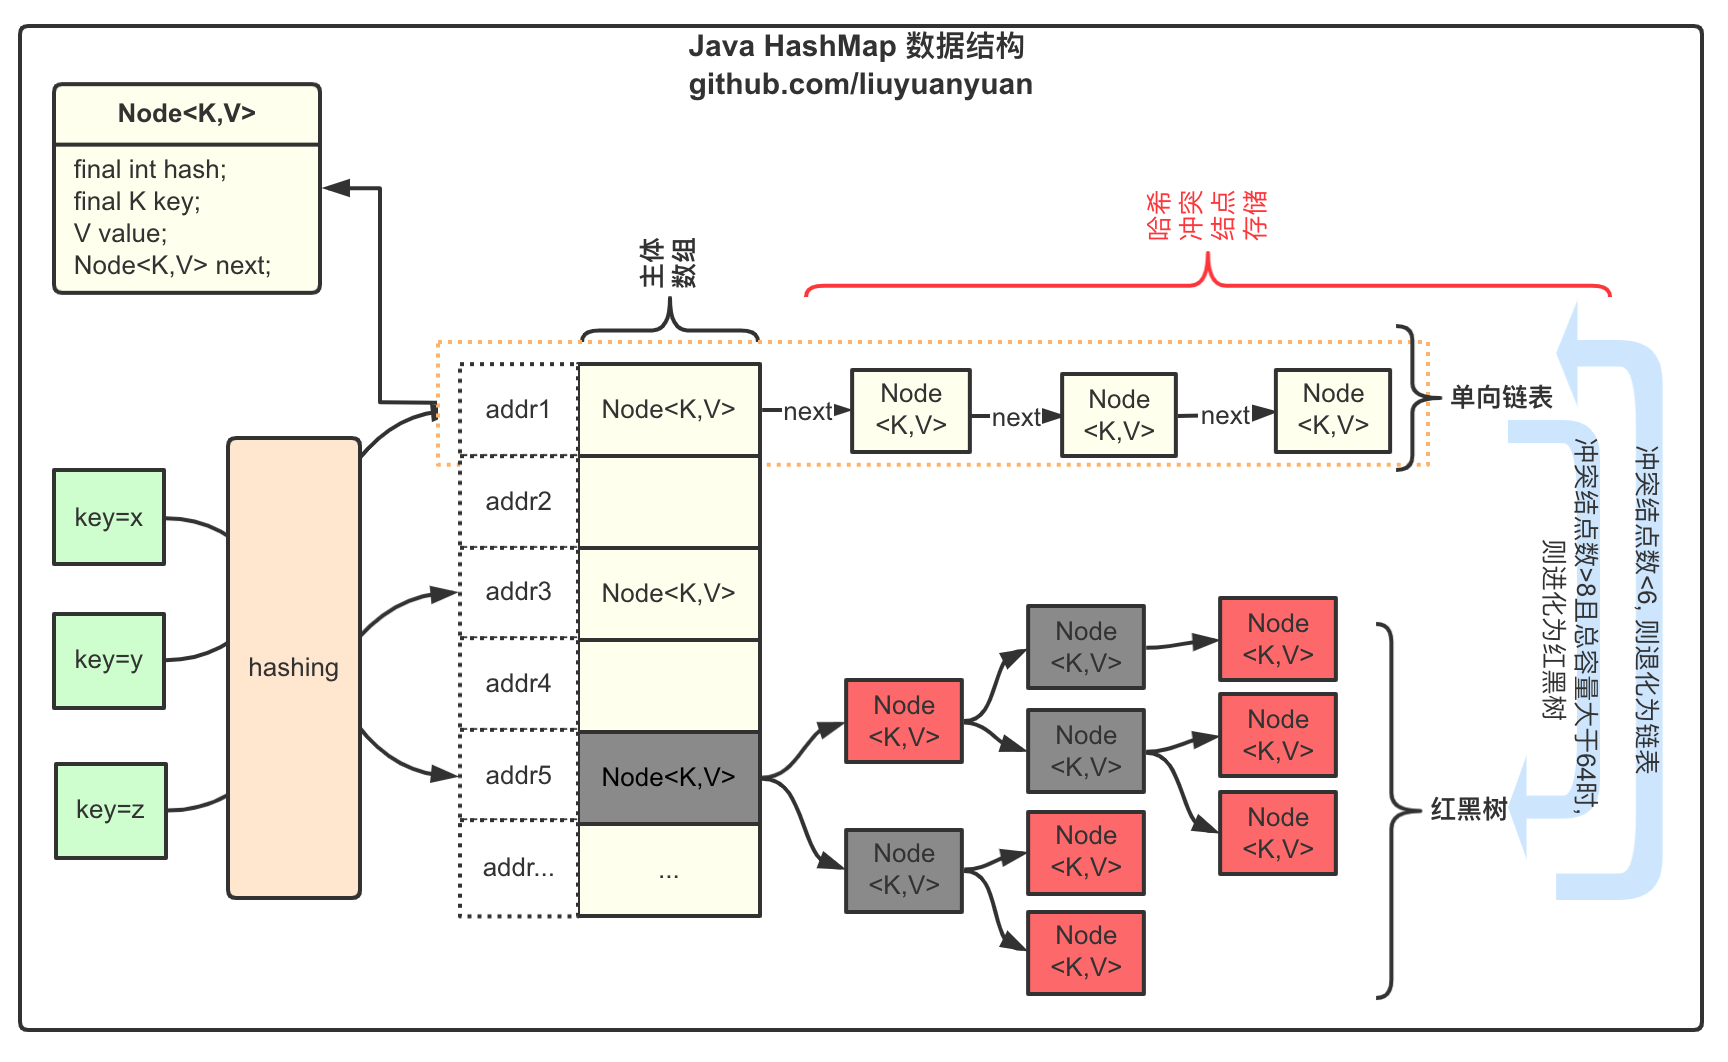 Java HashMap 数据结构
github.com/liuyuanyuan
Node<K,V>
final int hash;
final K key;
V value;
Node<K,V> next;
主体
数组
哈希
冲突
结点
存储
key=x
key=y
key=z
hashing
addr1
Node<K,V>
next
Node
<K,V>
next
Node
<K,V>
next
Node
<K,V>
单向链表
addr2
addr3
Node<K,V>
addr4
addr5
Node<K,V>
addr...
...
Node
<K,V>
Node
<K,V>
Node
<K,V>
Node
<K,V>
Node
<K,V>
Node
<K,V>
Node
<K,V>
Node
<K,V>
Node
<K,V>
红黑树
冲突结点数>8且总容量大于64时,
则进化为红黑树
冲突结点数<6, 则退化为链表